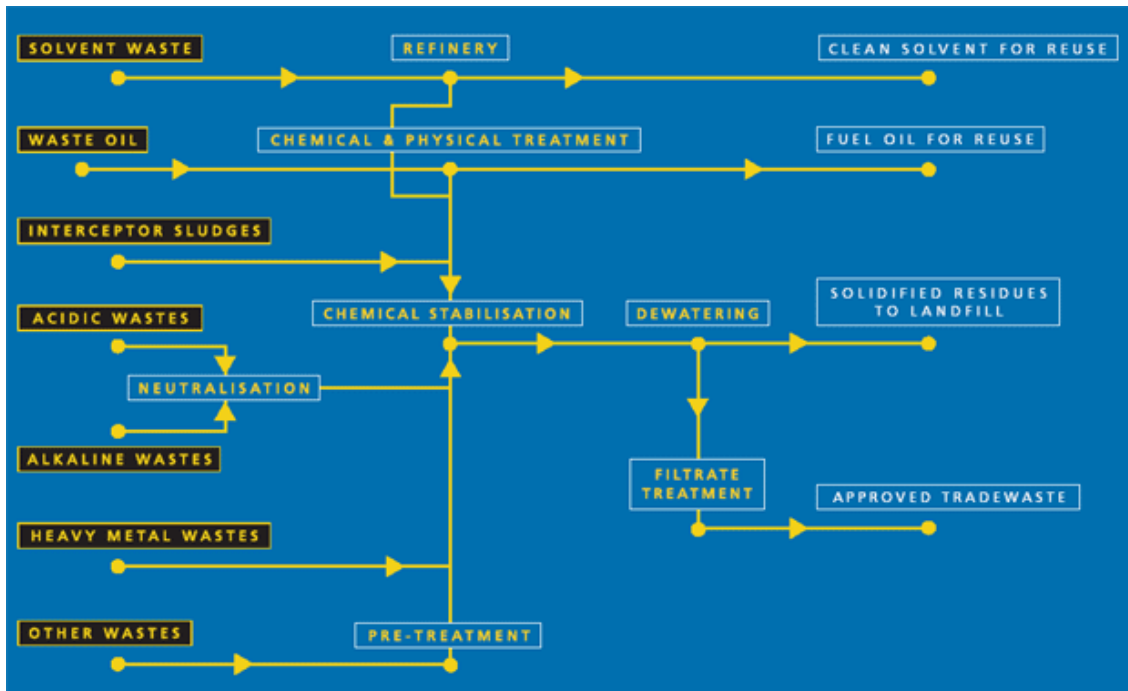 SOLVENT WASTE
REFINERY
CLEAN SOLVENT FOR REUSE
WASTE OIL
CHEMICAL & PHYSICAL TREATMENT
FUEL OIL FOR REUSE
INTERCEPTOR SLUDGES
ACIDIC WASTES
CHEMICAL STABILISATION
DEWATERING
SOLIDIFIED RESIDUES
TO LANDFILL
NEUTRALISATION
ALKALINE WASTES
FILTRATE
TREATMENT
APPROVED TRADEWASTE
HEAVY METAL WASTES
OTHER WASTES
PRE-TREATMENT